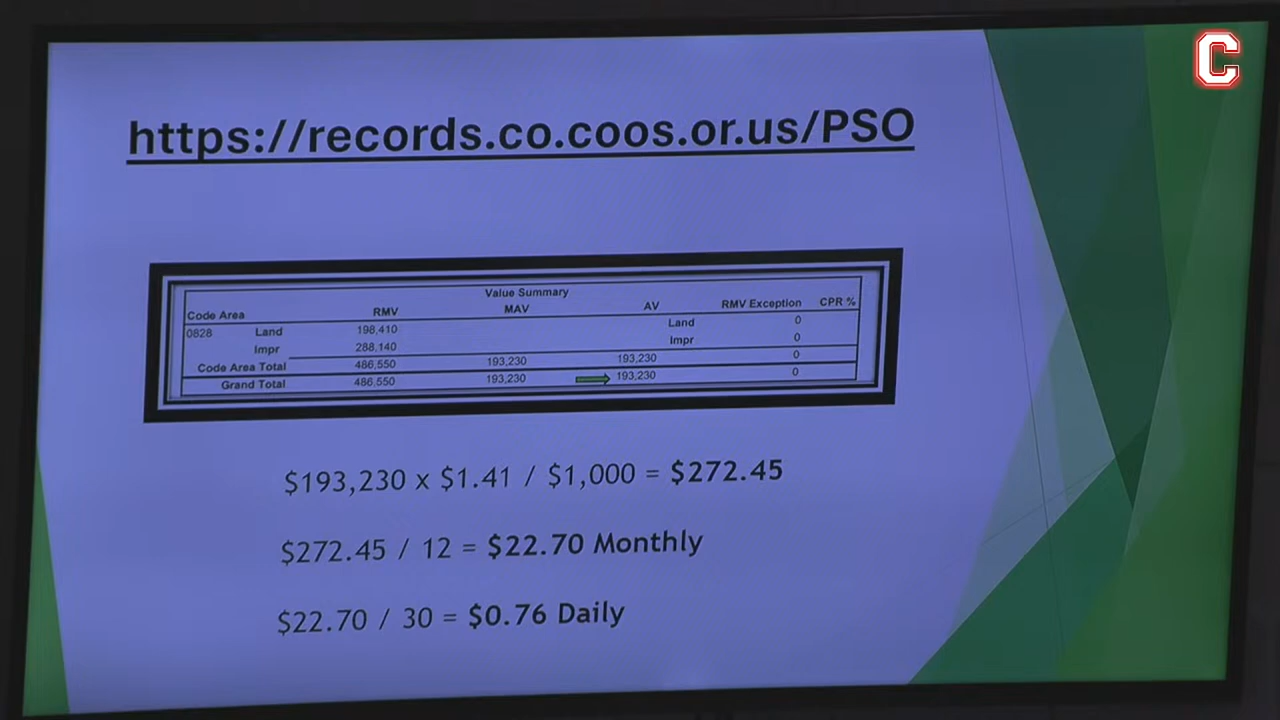 C
https://records.co.coos.or.us/PSO
Value Summary
Code Area RMV MAV AV RMV Exception CPR %
0828 Land 198,410 Land 0
Impr 288,140 Impr 0
Code Area Total 486,550 193,230 193,230 0
Grand Total 486,550 193,230 193,230 0
$193,230 x $1.41 / $1,000 = $272.45
$272.45 / 12 = $22.70 Monthly
$22.70 / 30 = $0.76 Daily